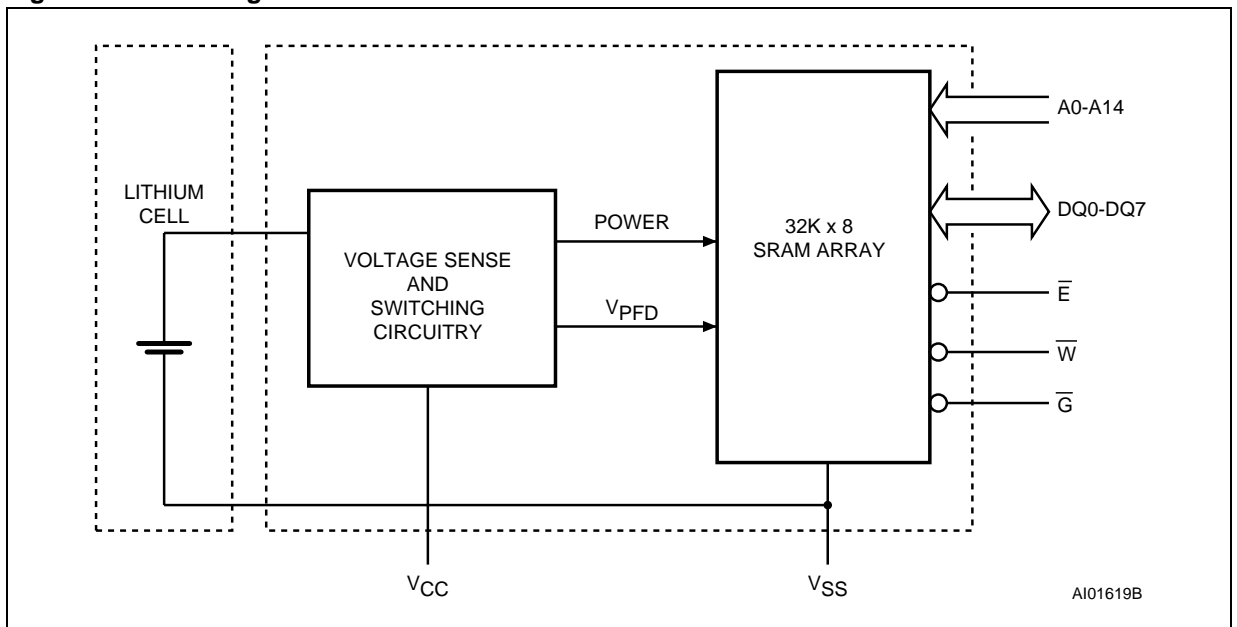 A0-A14
LITHIUM
CELL
VOLTAGE SENSE
AND
SWITCHING
CIRCUITRY
POWER
VPFD
32K x 8
SRAM ARRAY
DQ0-DQ7
E̅
W̅
G̅
VCC
VSS
AI01619B